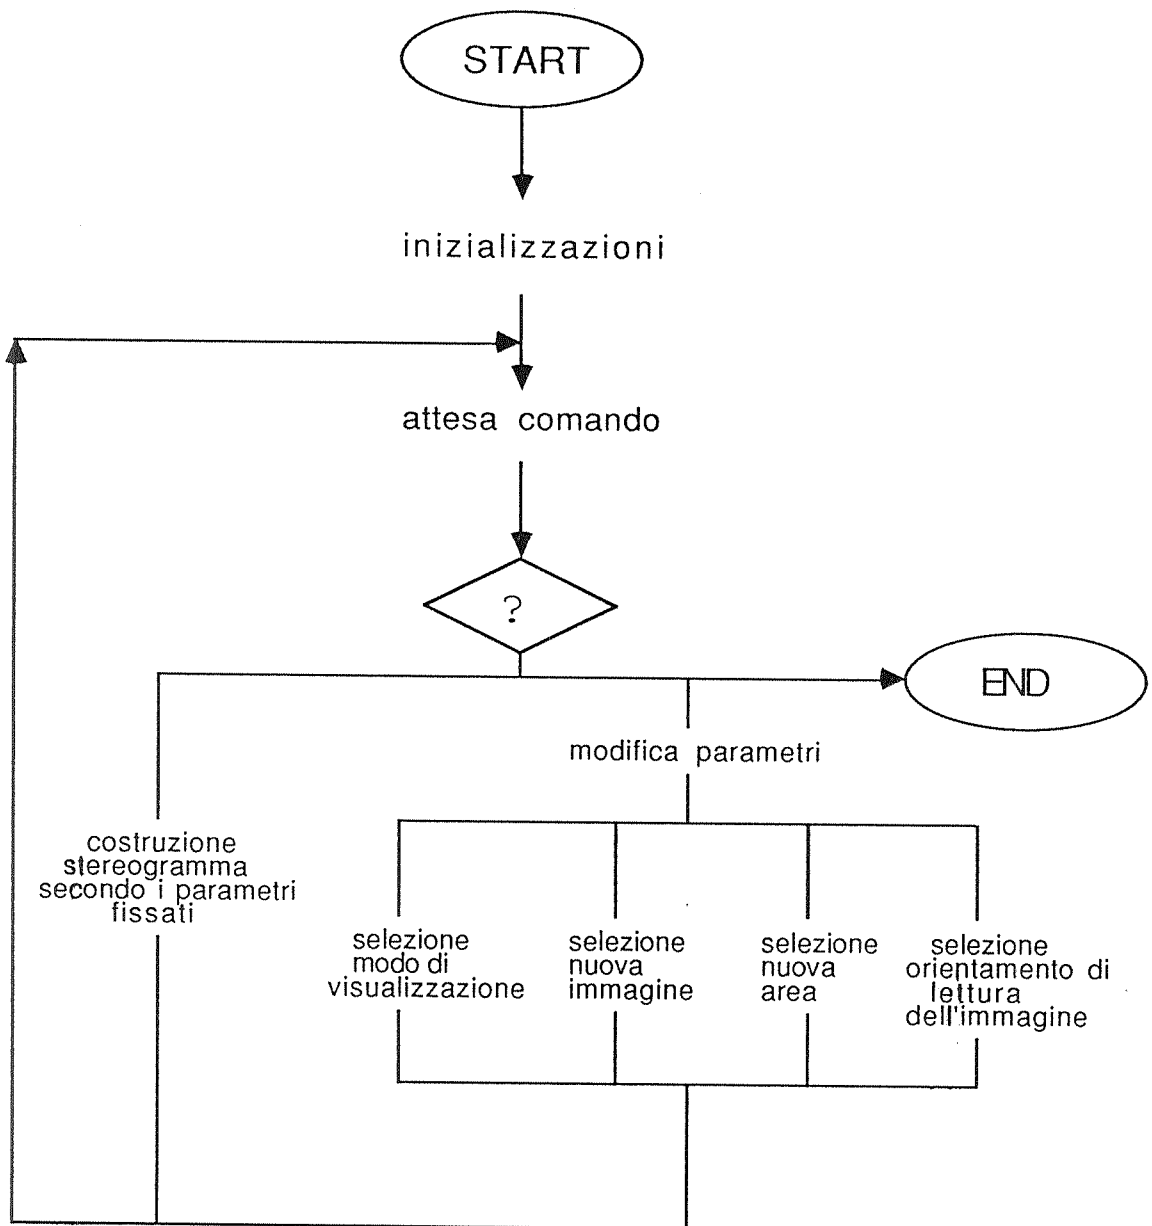 START
inizializzazioni
attesa comando
?
END
modifica parametri
costruzione
stereogramma
secondo i parametri
fissati
selezione
modo di
visualizzazione
selezione
nuova
immagine
selezione
nuova
area
selezione
orientamento di
lettura
dell'immagine